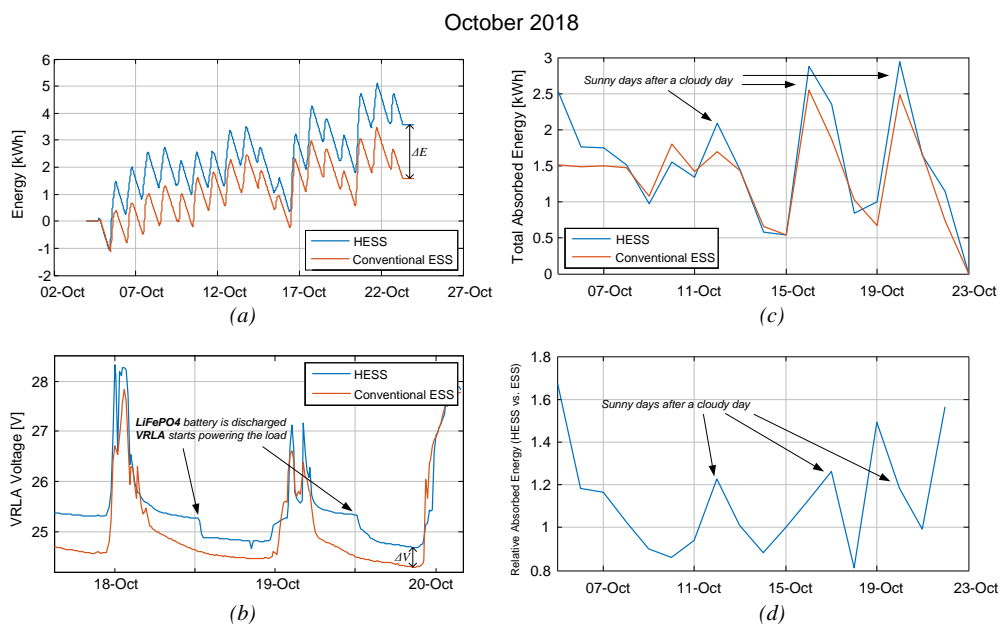 October 2018
6
5
4
3
2
1
0
-1
-2
Energy [kWh]
ΔE
HESS
Conventional ESS
02-Oct 07-Oct 12-Oct 17-Oct 22-Oct 27-Oct
(a)
3
2.5
2
1.5
1
0.5
0
Total Absorbed Energy [kWh]
Sunny days after a cloudy day
HESS
Conventional ESS
07-Oct 11-Oct 15-Oct 19-Oct 23-Oct
(c)
28
27
26
25
VRLA Voltage [V]
HESS
Conventional ESS
LiFePO4 battery is discharged
VRLA starts powering the load
ΔV
18-Oct 19-Oct 20-Oct
(b)
1.8
1.6
1.4
1.2
1
0.8
Relative Absorbed Energy (HESS vs. ESS)
Sunny days after a cloudy day
07-Oct 11-Oct 15-Oct 19-Oct 23-Oct
(d)